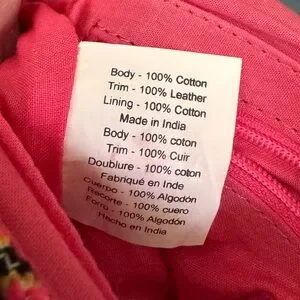 Body - 100% Cotton
Trim - 100% Leather
Lining - 100% Cotton
Made in India
Body - 100% coton
Trim - 100% Cuir
Doublure - 100% coton
Fabriqué en Inde
Cuerpo - 100% Algodón
Recorte - 100% cuero
Forro - 100% Algodón
Hecho en India